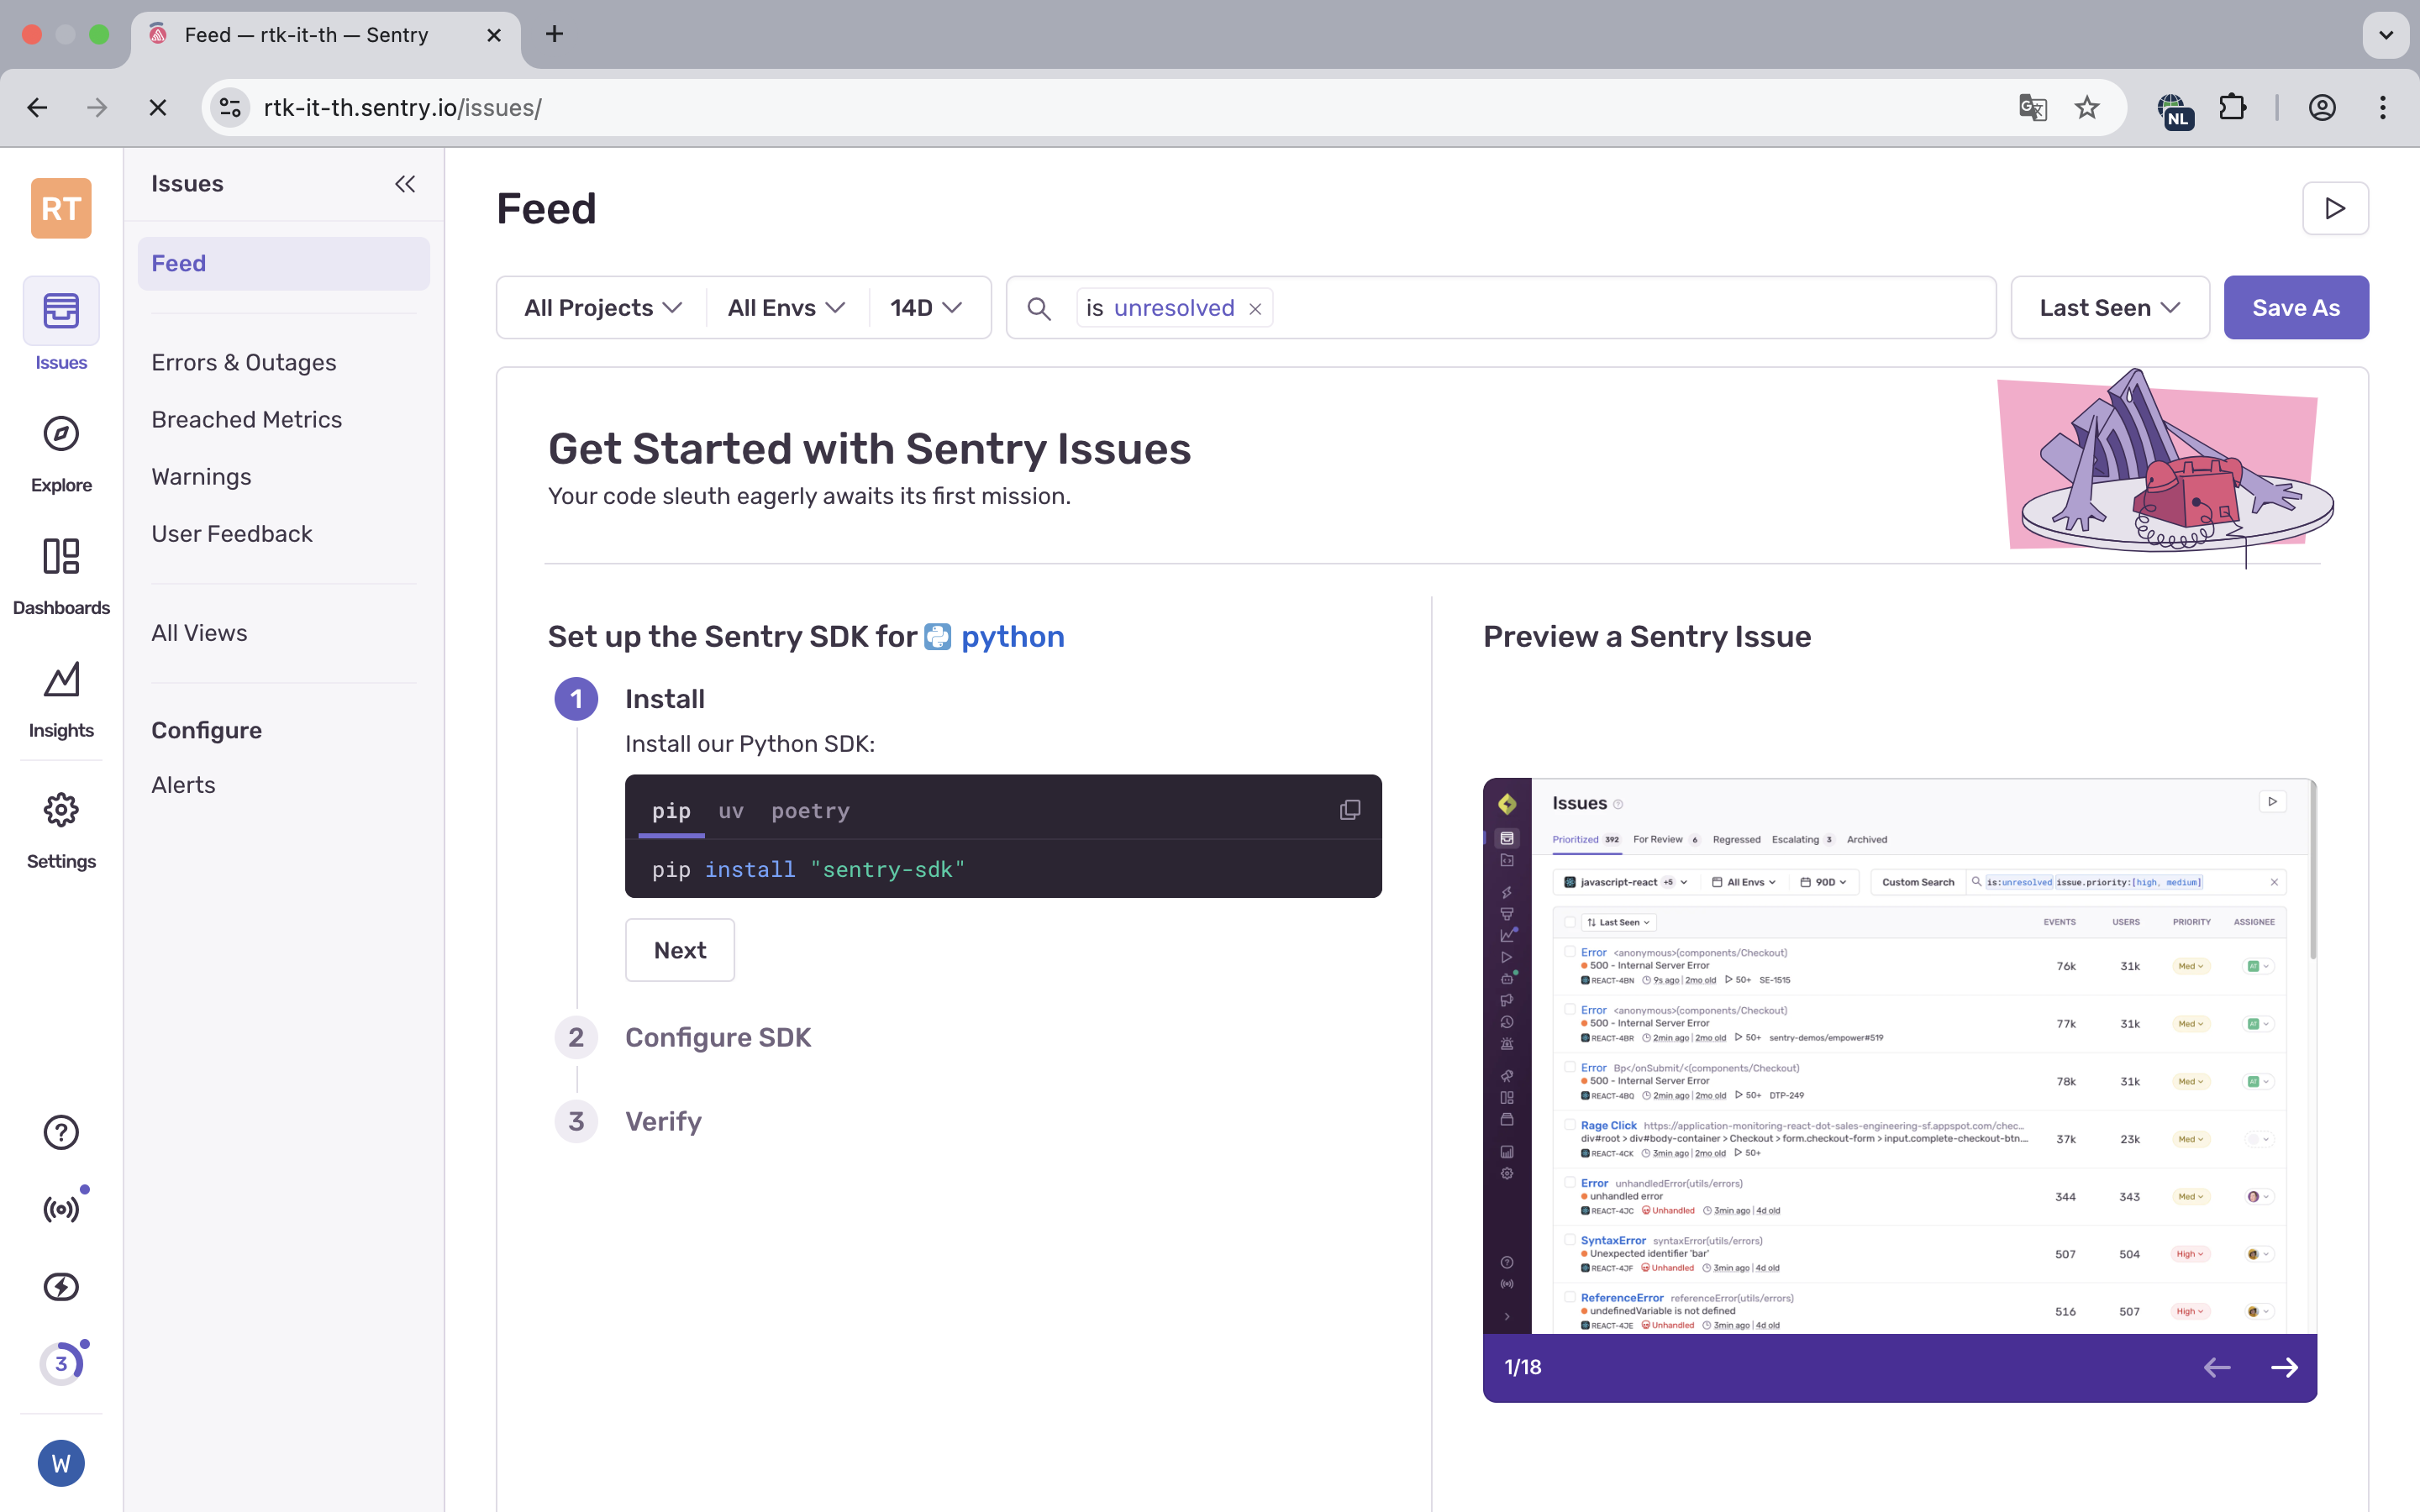 Feed — rtk-it-th — Sentry
rtk-it-th.sentry.io/issues/
NL
RT
Issues
Explore
Dashboards
Insights
Settings
3
W
Issues
Feed
Errors & Outages
Breached Metrics
Warnings
User Feedback
All Views
Configure
Alerts
Feed
All Projects
All Envs
14D
is unresolved
Last Seen
Save As
Get Started with Sentry Issues
Your code sleuth eagerly awaits its first mission.
Set up the Sentry SDK for python
1 Install
Install our Python SDK:
pip uv poetry
pip install "sentry-sdk"
Next
2 Configure SDK
3 Verify
Preview a Sentry Issue
Issues
Prioritized 392 For Review 6 Regressed Escalating 3 Archived
javascript-react +5 All Envs 90D Custom Search is:unresolved issue.priority:[high, medium]
Last Seen EVENTS USERS PRIORITY ASSIGNEE
Error <anonymous>(components/Checkout)
500 - Internal Server Error 76k 31k Med AT
REACT-4BN 9s ago | 2mo old 50+ SE-1515
Error <anonymous>(components/Checkout)
500 - Internal Server Error 77k 31k Med AT
REACT-4BR 2min ago | 2mo old 50+ sentry-demos/empower#519
Error Bp</onSubmit/<(components/Checkout)
500 - Internal Server Error 78k 31k Med AT
REACT-4BQ 2min ago | 2mo old 50+ DTP-249
Rage Click https://application-monitoring-react-dot-sales-engineering-sf.appspot.com/chec...
div#root > div#body-container > Checkout > form.checkout-form > input.complete-checkout-btn.... 37k 23k Med
REACT-4CK 3min ago | 2mo old 50+
Error unhandledError(utils/errors)
unhandled error 344 343 Med
REACT-4JC Unhandled 3min ago | 4d old
SyntaxError syntaxError(utils/errors)
Unexpected identifier 'bar' 507 504 High
REACT-4JF Unhandled 3min ago | 4d old
ReferenceError referenceError(utils/errors)
undefinedVariable is not defined 516 507 High
REACT-4JE Unhandled 3min ago | 4d old
1/18